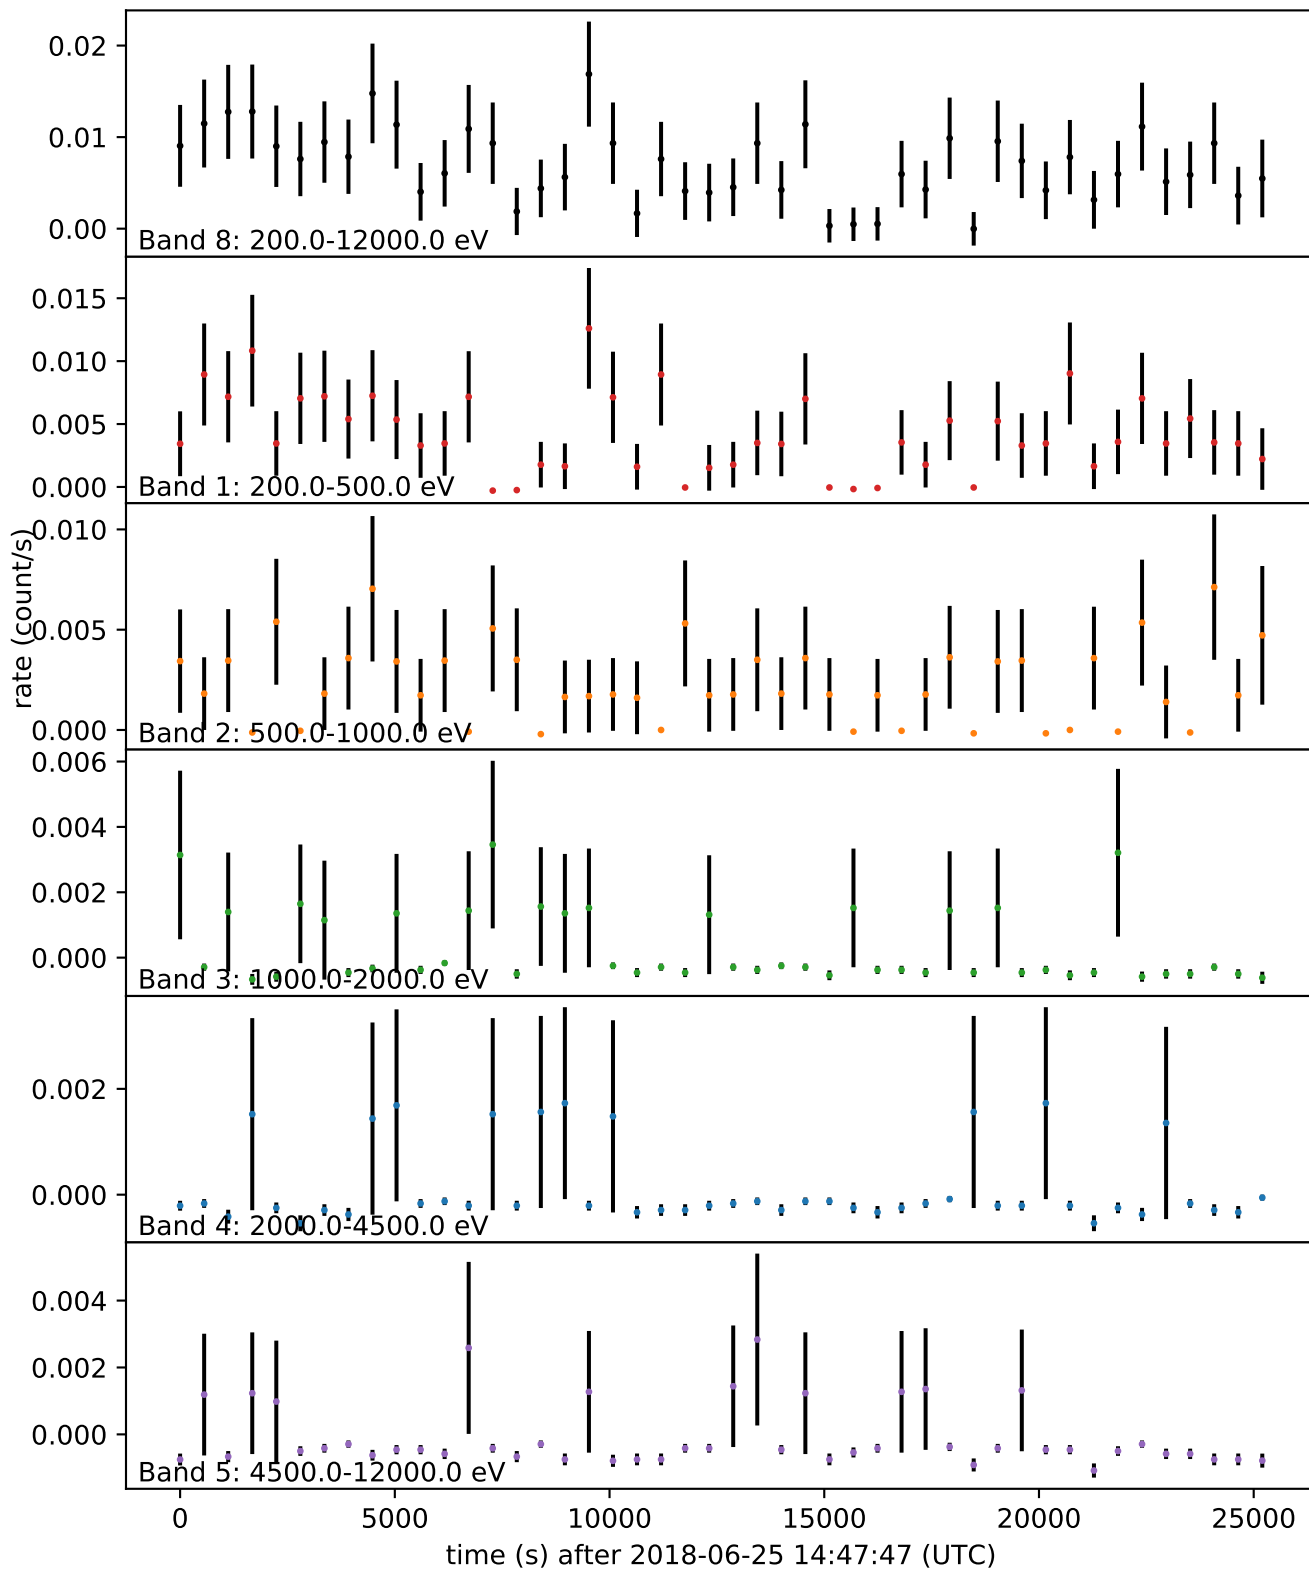 0.02
0.01
0.00
Band 8: 200.0-12000.0 eV
0.015
0.010
0.005
0.000
Band 1: 200.0-500.0 eV
rate (count/s)
0.010
0.005
0.000
Band 2: 500.0-1000.0 eV
0.006
0.004
0.002
0.000
Band 3: 1000.0-2000.0 eV
0.002
0.000
Band 4: 2000.0-4500.0 eV
0.004
0.002
0.000
Band 5: 4500.0-12000.0 eV
0 5000 10000 15000 20000 25000
time (s) after 2018-06-25 14:47:47 (UTC)